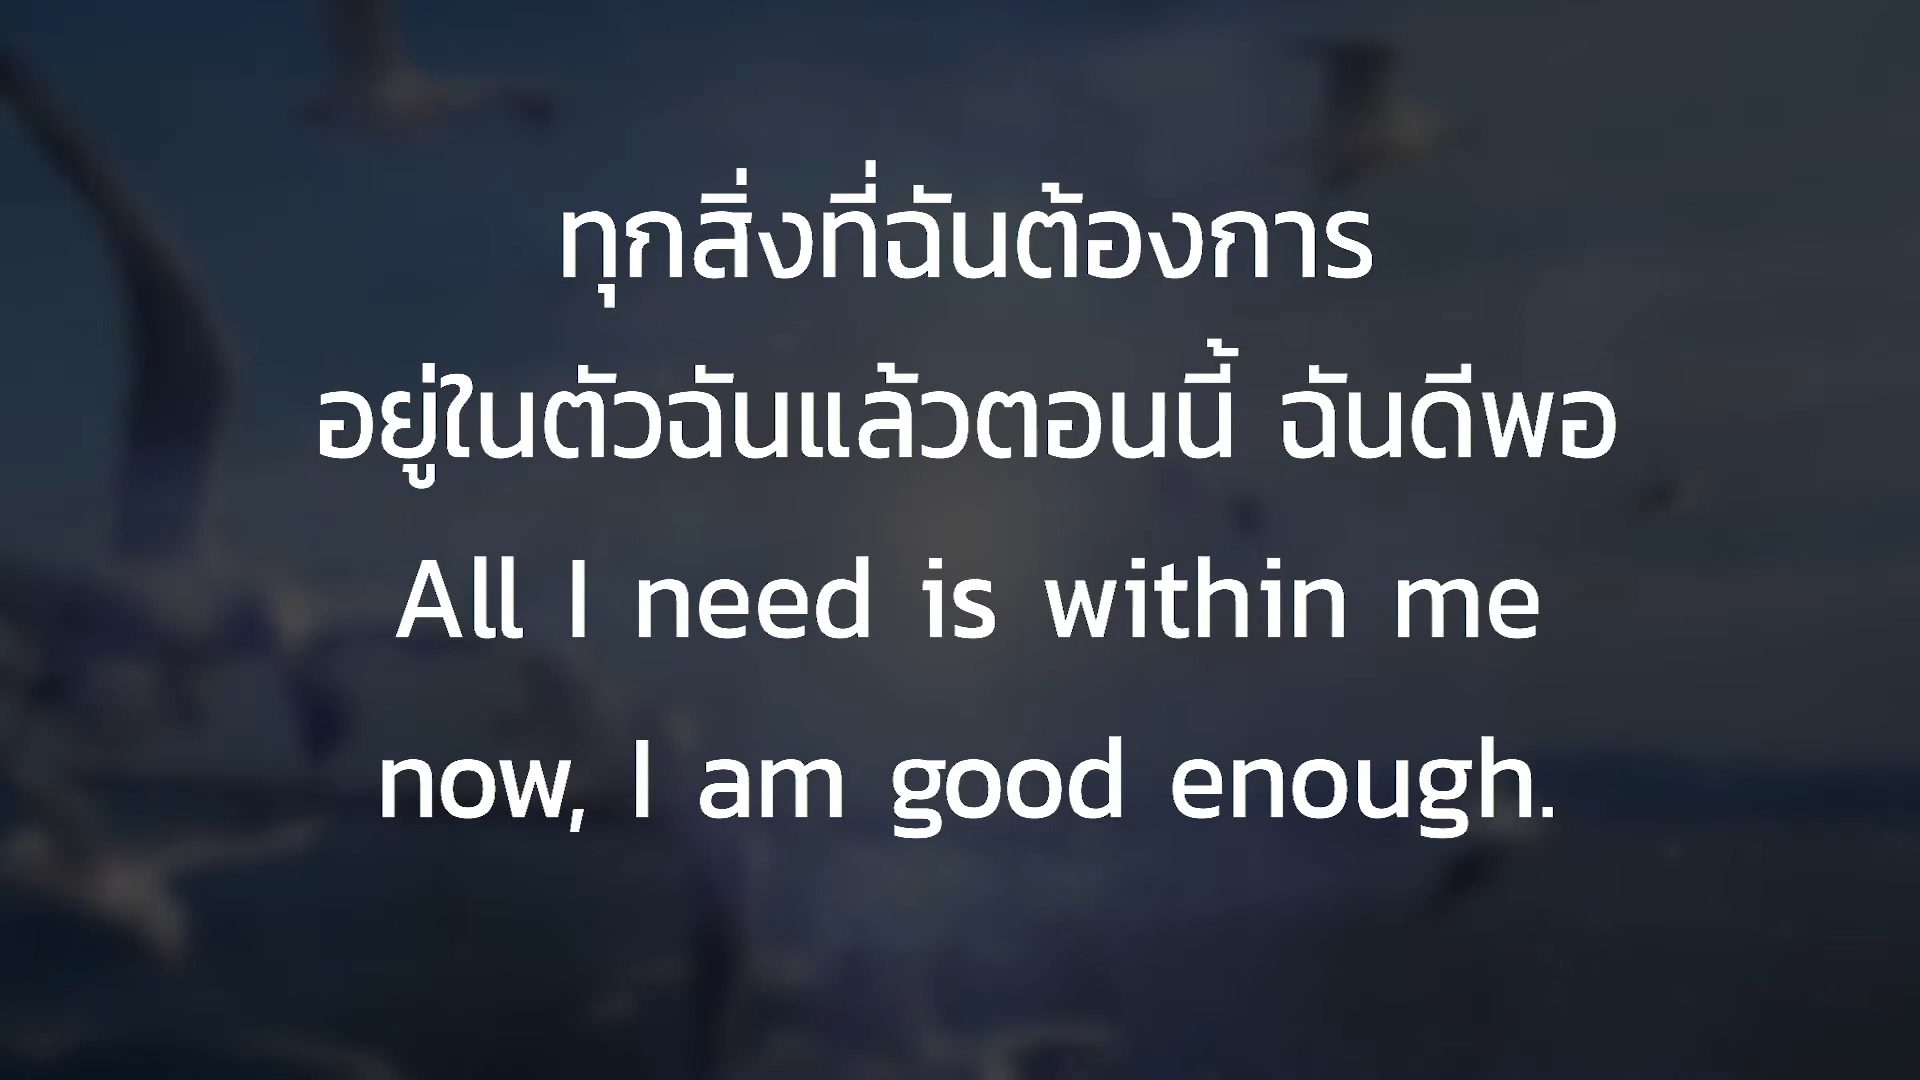 ทุกสิ่งที่ฉันต้องการ
อยู่ในตัวฉันแล้วตอนนี้ ฉันดีพอ
All I need is within me
now, I am good enough.